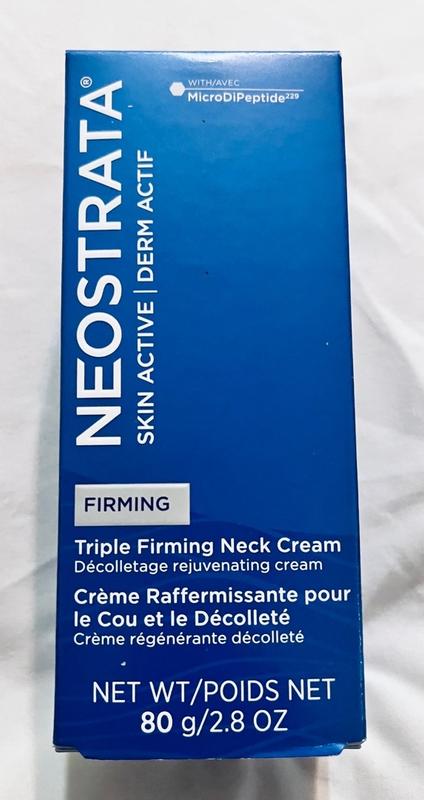 WITH/AVEC
MicroDiPeptide²²⁹
NEOSTRATA®
SKIN ACTIVE | DERM ACTIF
FIRMING
Triple Firming Neck Cream
Décolletage rejuvenating cream
Crème Raffermissante pour
le Cou et le Décolleté
Crème régénérante décolleté
NET WT/POIDS NET
80 g/2.8 OZ